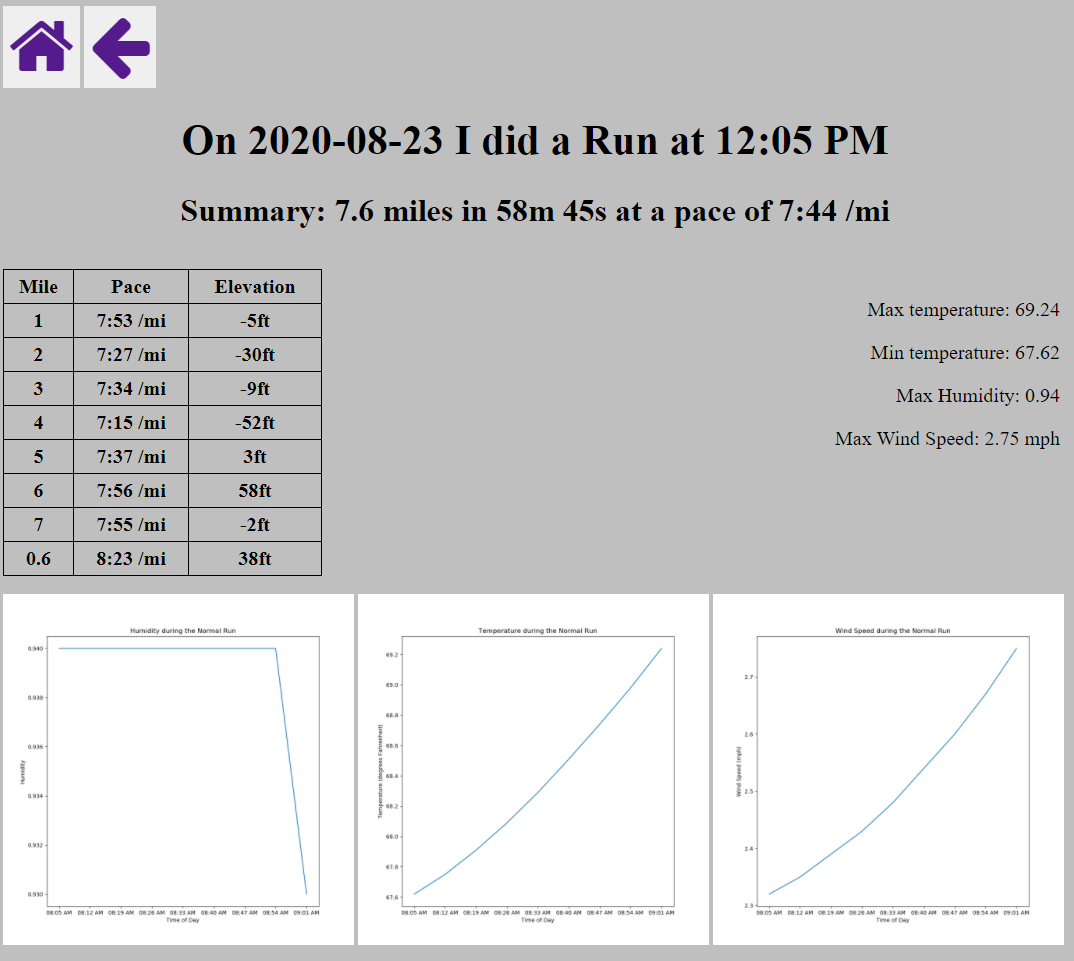 On 2020-08-23 I did a Run at 12:05 PM
Summary: 7.6 miles in 58m 45s at a pace of 7:44 /mi
Mile Pace Elevation
1 7:53 /mi -5ft
2 7:27 /mi -30ft
3 7:34 /mi -9ft
4 7:15 /mi -52ft
5 7:37 /mi 3ft
6 7:56 /mi 58ft
7 7:55 /mi -2ft
0.6 8:23 /mi 38ft
Max temperature: 69.24
Min temperature: 67.62
Max Humidity: 0.94
Max Wind Speed: 2.75 mph
Humidity during the Normal Run
0.940
0.938
0.936
0.934
0.932
0.930
Humidity
08:05 AM 08:12 AM 08:19 AM 08:26 AM 08:33 AM 08:40 AM 08:47 AM 08:54 AM 09:01 AM
Time of Day
Temperature during the Normal Run
69.2
69.0
68.8
68.6
68.4
68.2
68.0
67.8
67.6
Temperature (degrees Fahrenheit)
08:05 AM 08:12 AM 08:19 AM 08:26 AM 08:33 AM 08:40 AM 08:47 AM 08:54 AM 09:01 AM
Time of Day
Wind Speed during the Normal Run
2.7
2.6
2.5
2.4
2.3
Wind Speed (mph)
08:05 AM 08:12 AM 08:19 AM 08:26 AM 08:33 AM 08:40 AM 08:47 AM 08:54 AM 09:01 AM
Time of Day